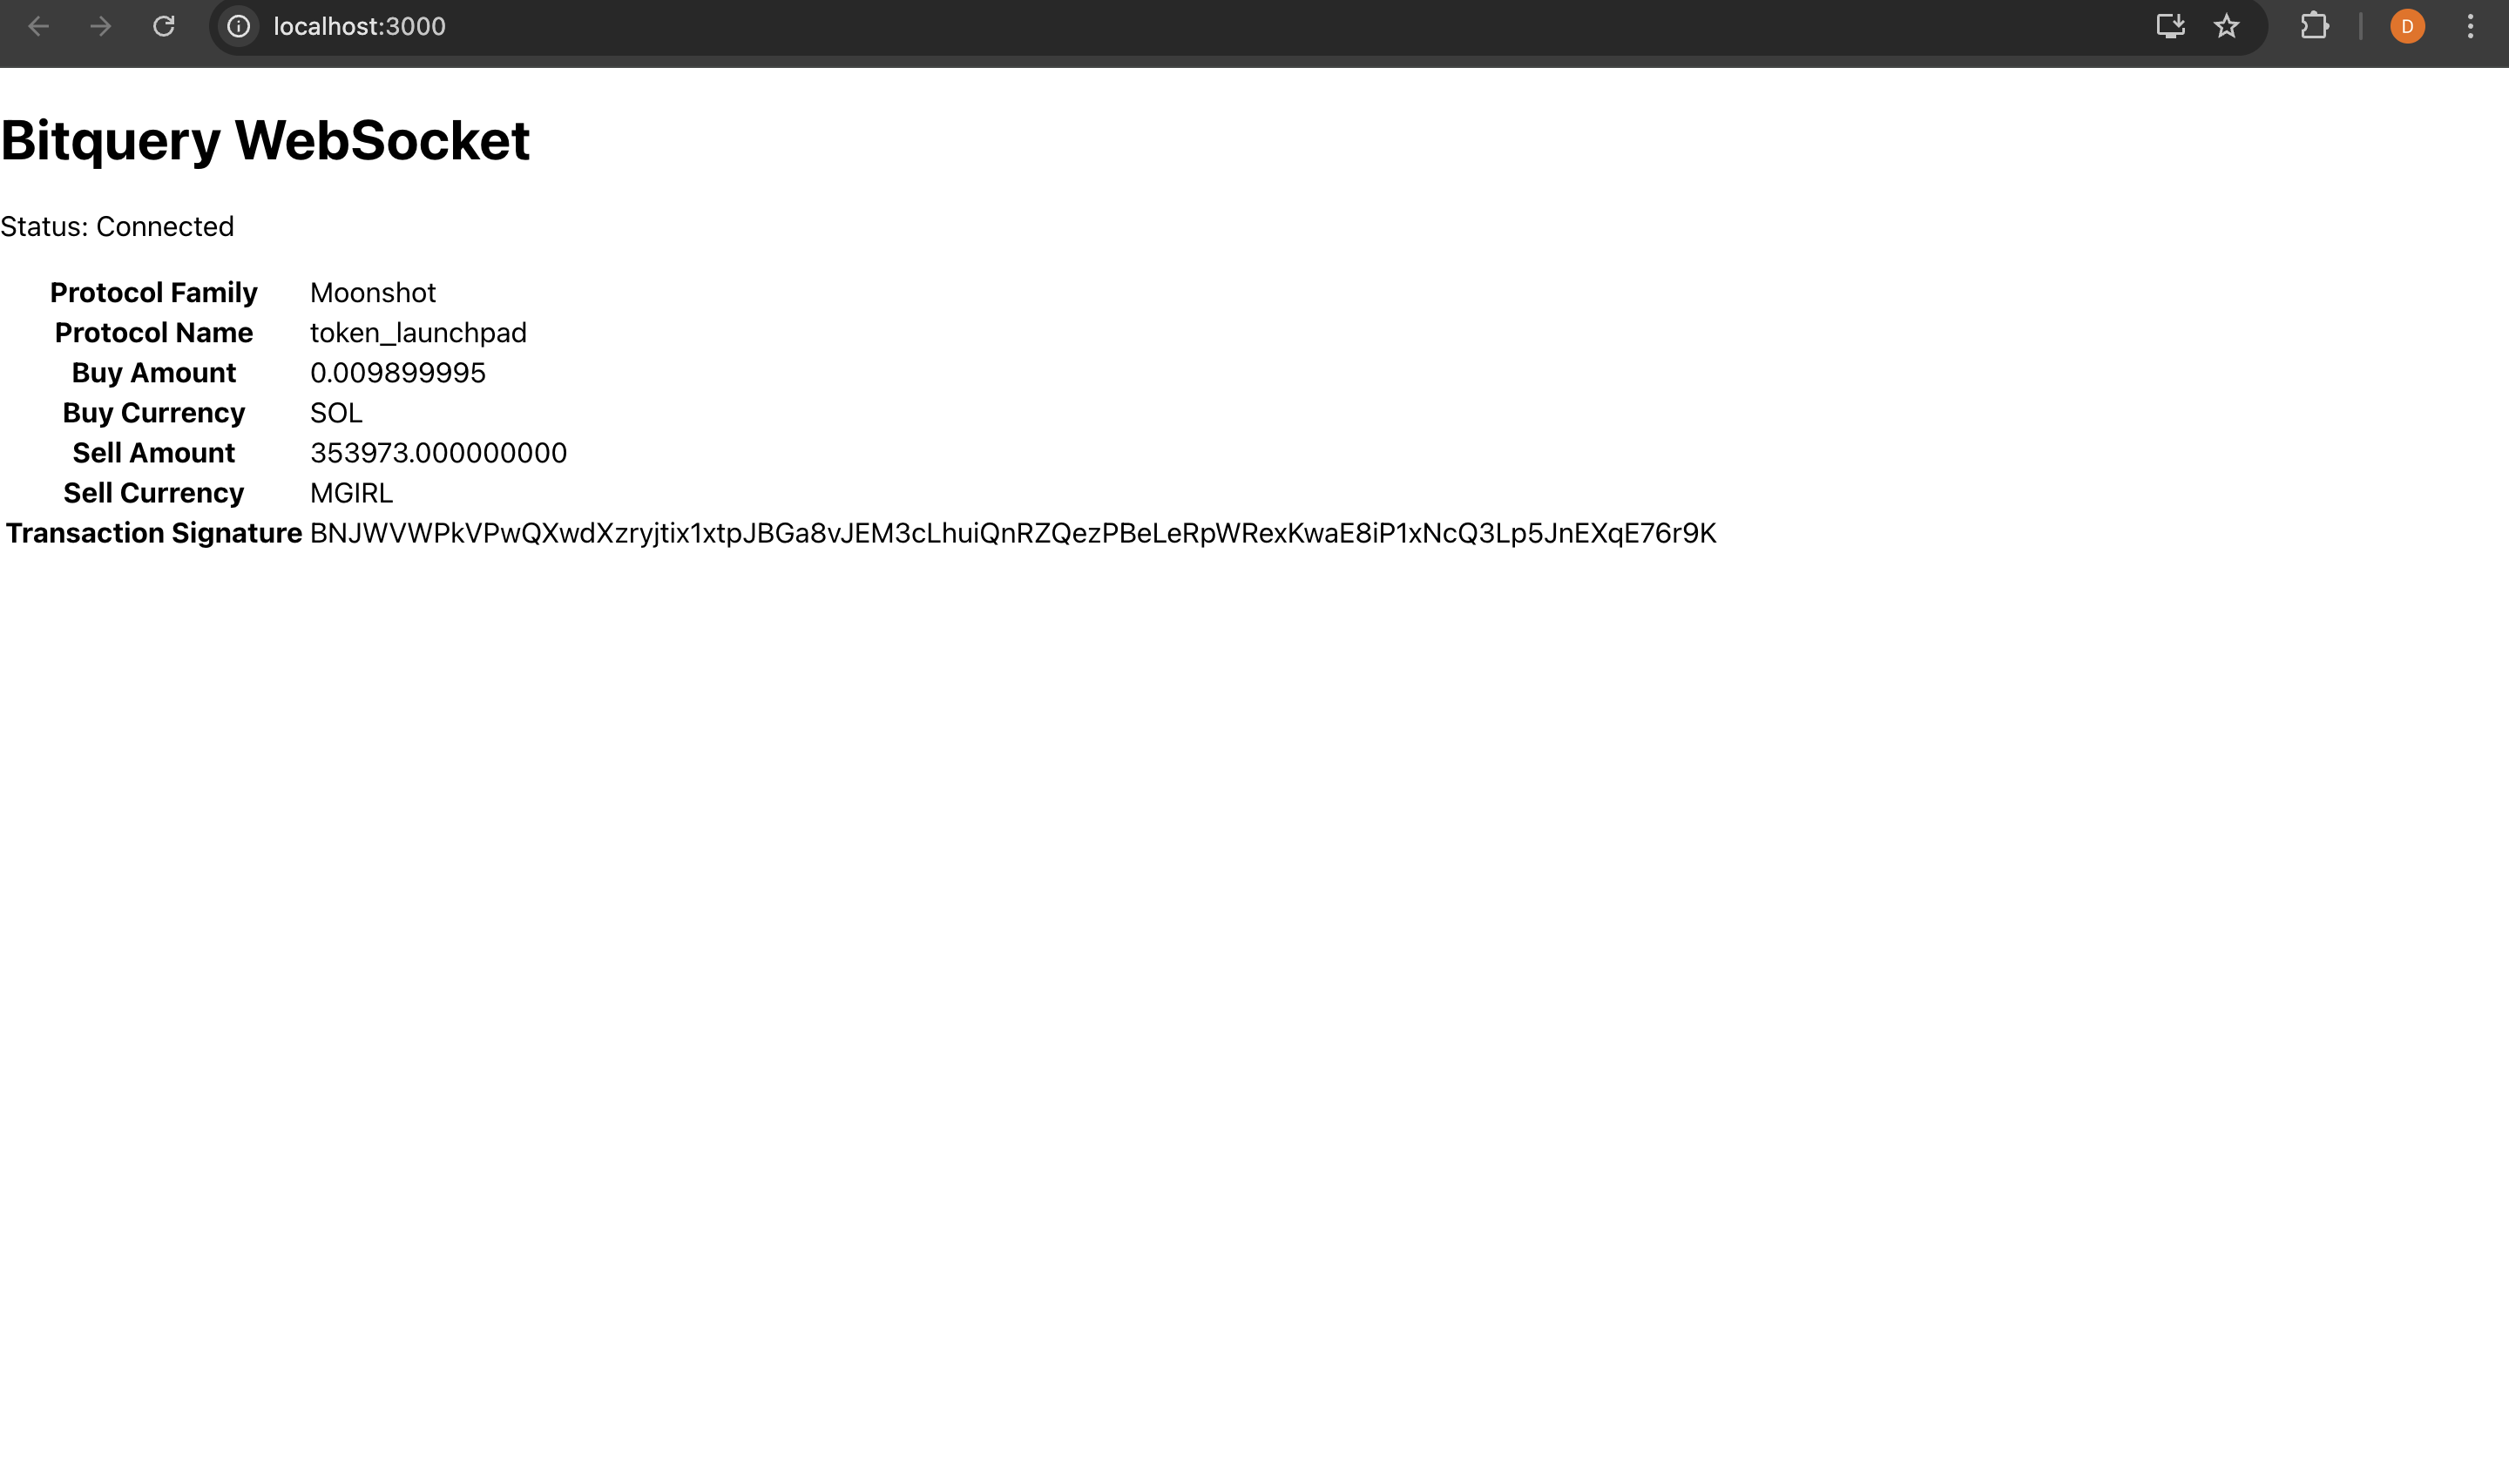 localhost:3000
D
Bitquery WebSocket
Status: Connected
Protocol Family Moonshot
Protocol Name token_launchpad
Buy Amount 0.009899995
Buy Currency SOL
Sell Amount 353973.000000000
Sell Currency MGIRL
Transaction Signature BNJWVWPkVPwQXwdXzryjtix1xtpJBGa8vJEM3cLhuiQnRZQezPBeLeRpWRexKwaE8iP1xNcQ3Lp5JnEXqE76r9K